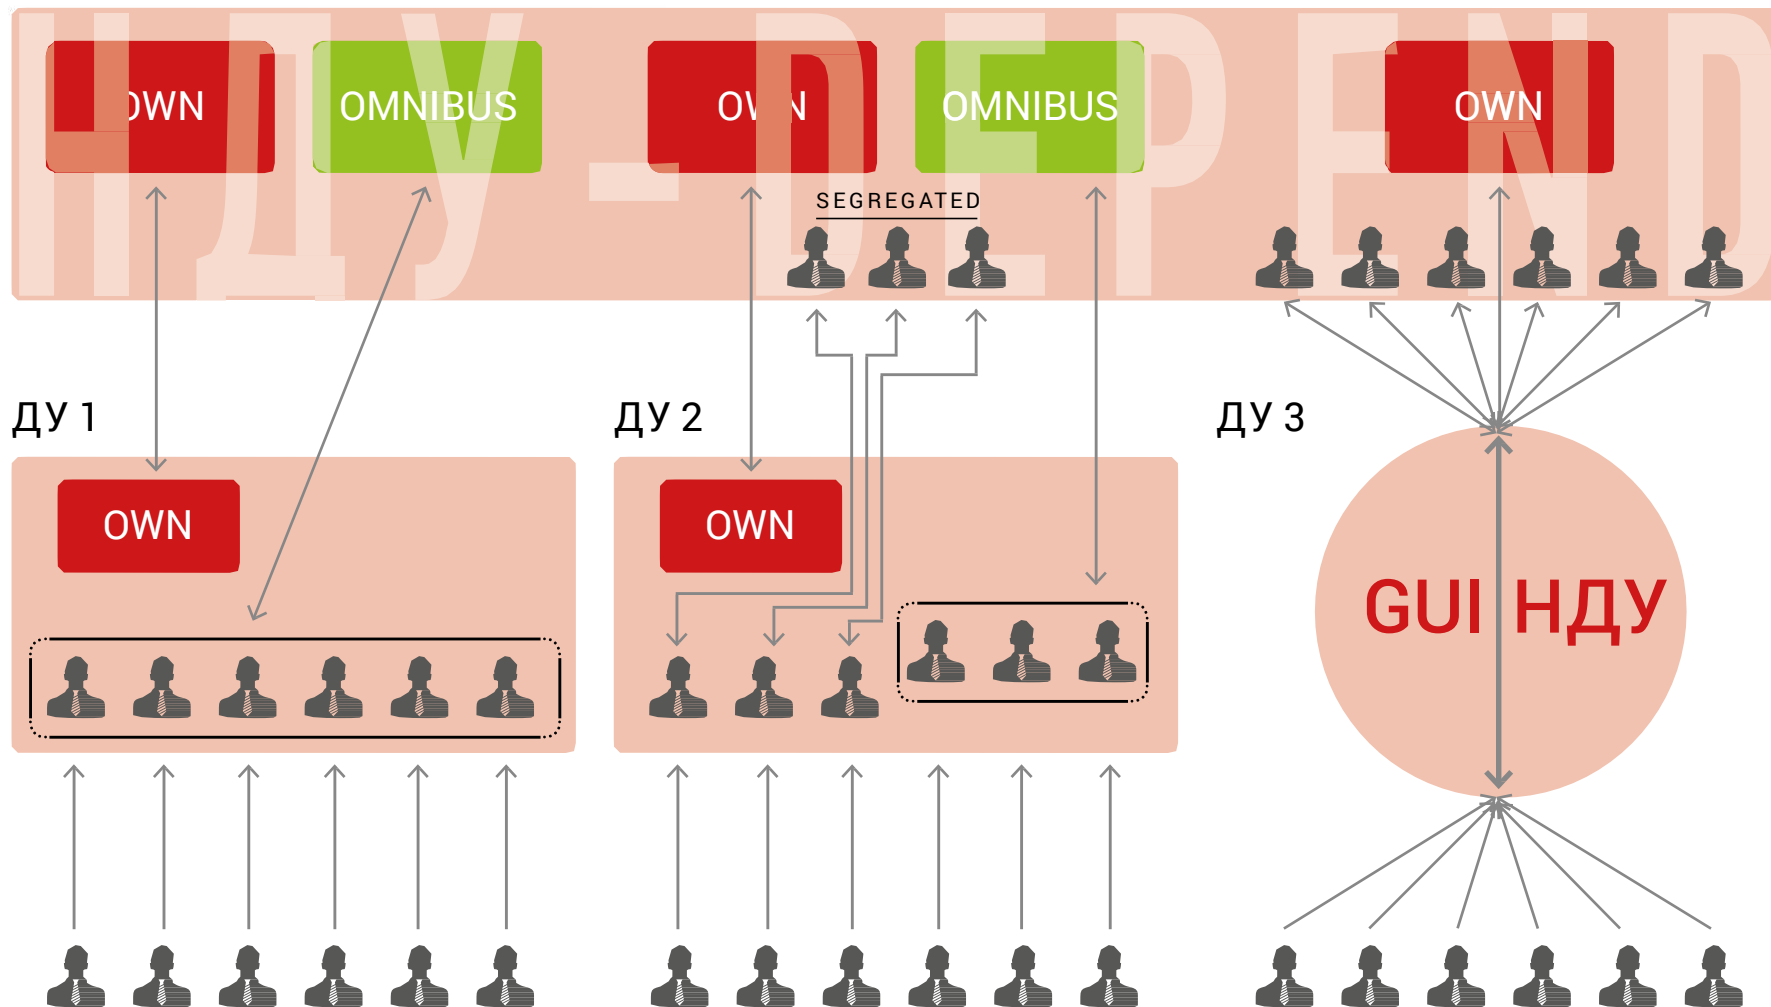 НДУ-DEPEND
OWN
OMNIBUS
OWN
OMNIBUS
OWN
SEGREGATED
ДУ 1
ДУ 2
ДУ 3
OWN
OWN
GUI НДУ